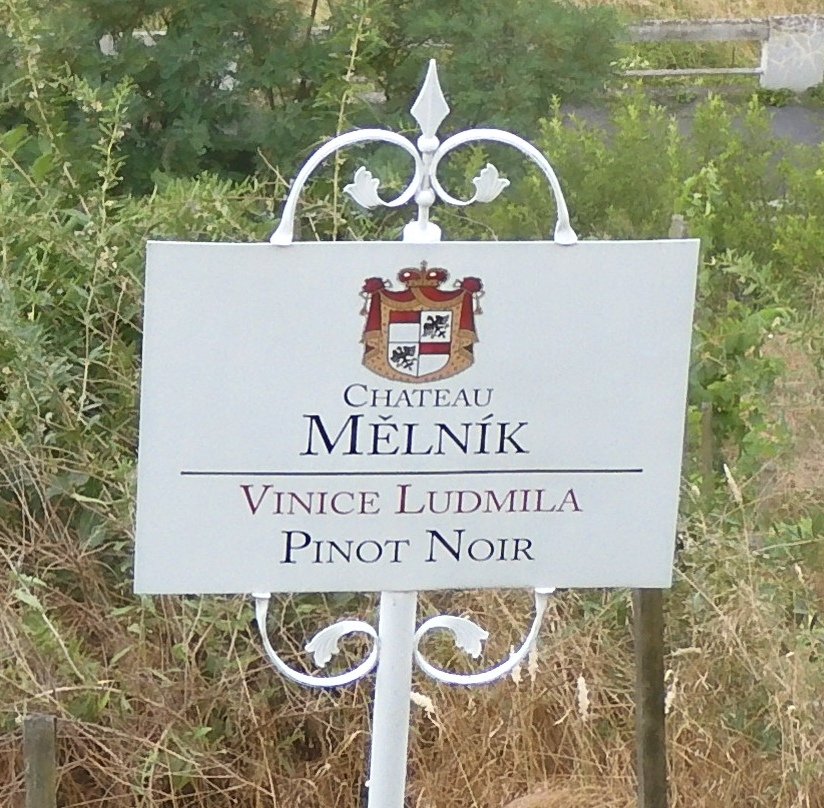 CHATEAU
MĚLNÍK
VINICE LUDMILA
PINOT NOIR